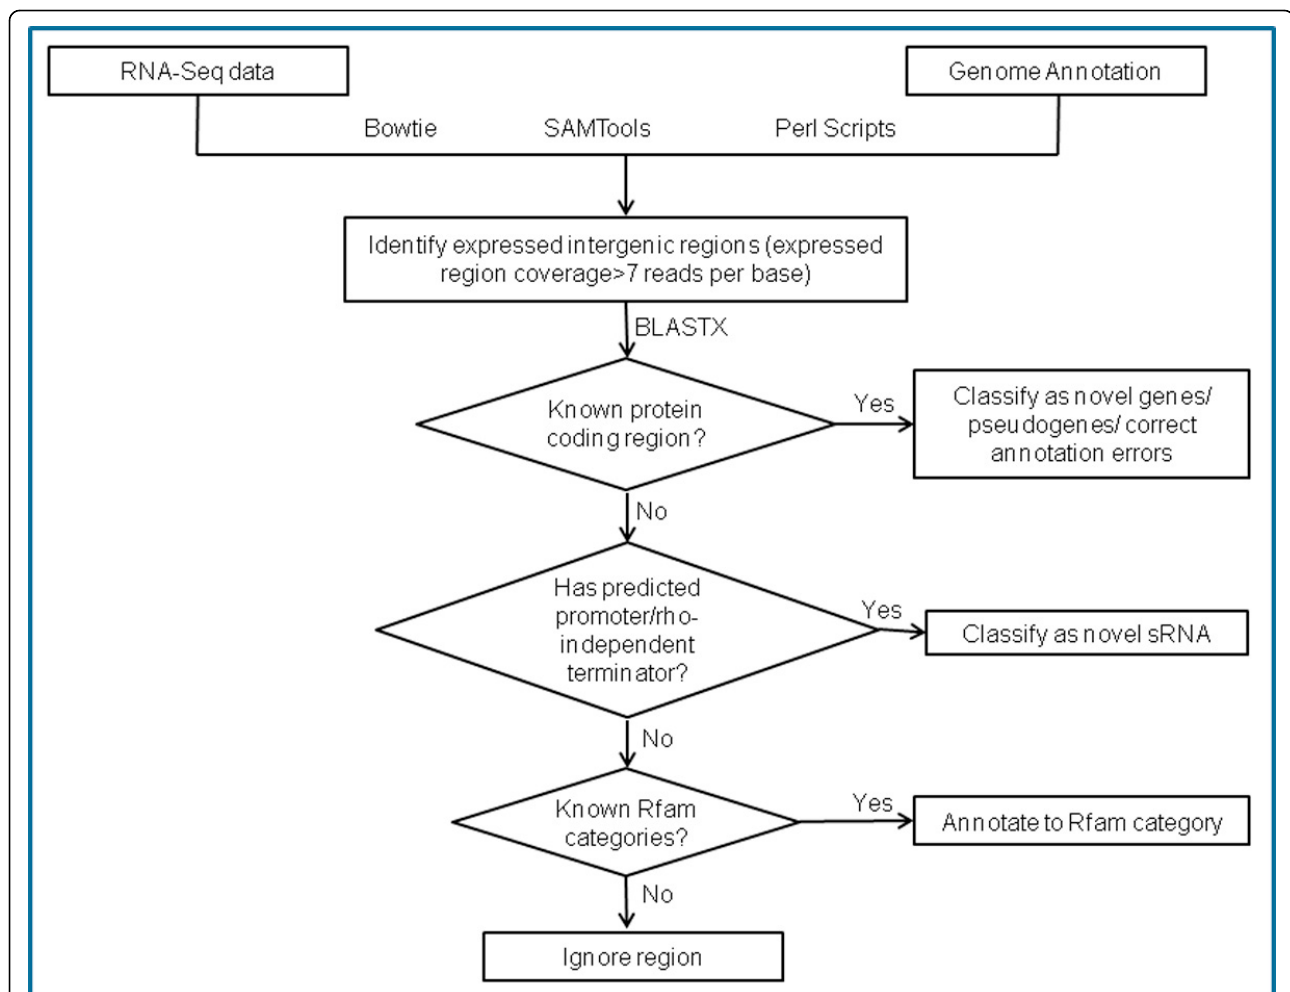 RNA-Seq data
Genome Annotation
Bowtie SAMTools Perl Scripts
Identify expressed intergenic regions (expressed
region coverage>7 reads per base)
BLASTX
Known protein
coding region?
Yes
Classify as novel genes/
pseudogenes/ correct
annotation errors
No
Has predicted
promoter/rho-
independent
terminator?
Yes
Classify as novel sRNA
No
Known Rfam
categories?
Yes
Annotate to Rfam category
No
Ignore region